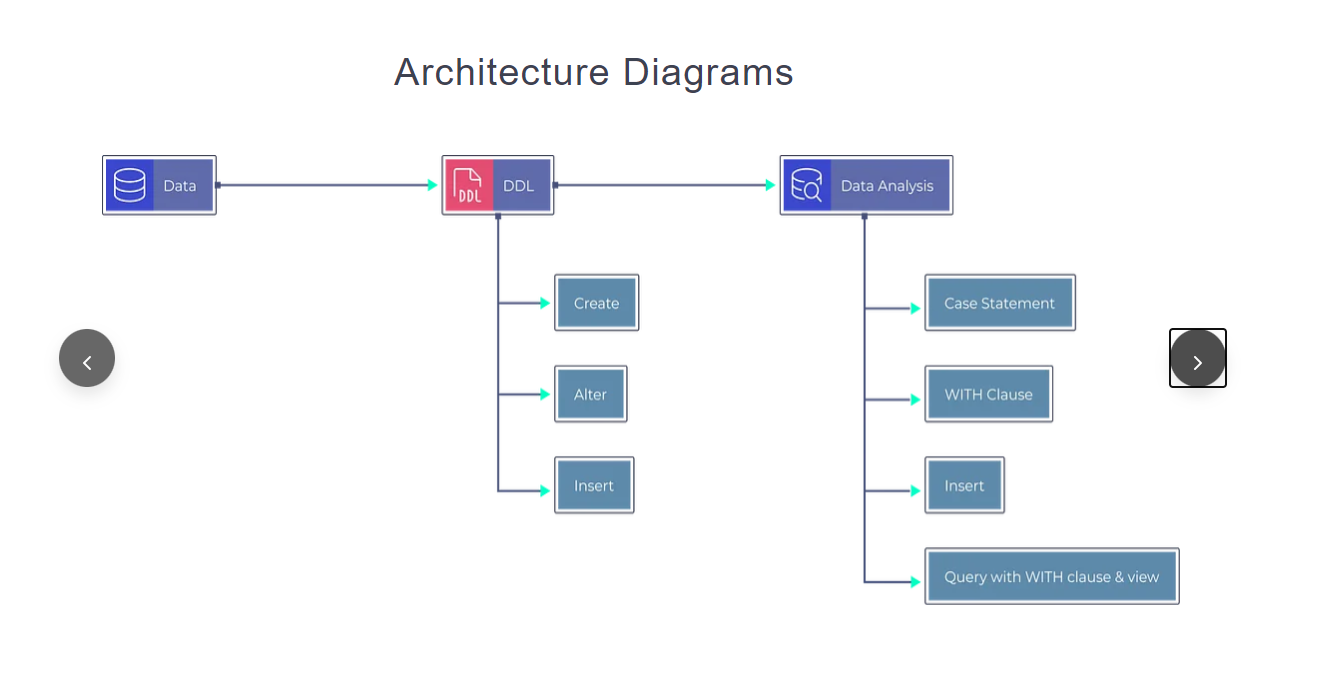 Architecture Diagrams
Data
DDL
DDL
Data Analysis
Create
Case Statement
Alter
WITH Clause
Insert
Insert
Query with WITH clause & view